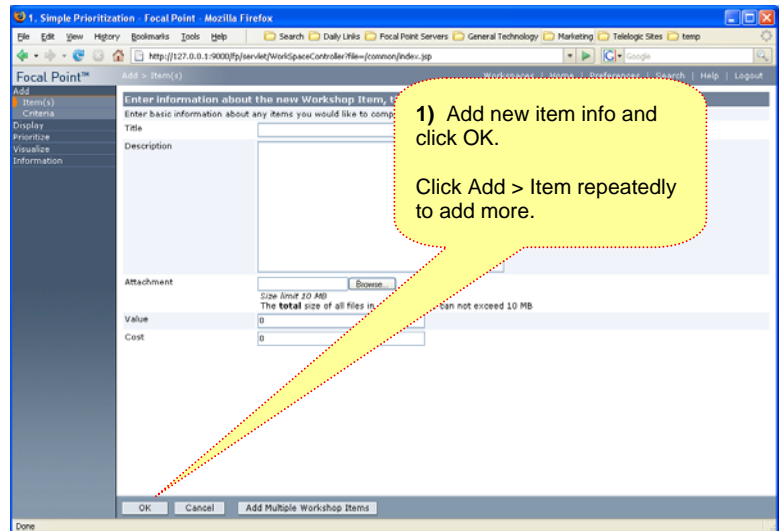 1. Simple Prioritization - Focal Point - Mozilla Firefox
File Edit View History Bookmarks Tools Help Search Daily Links Focal Point Servers General Technology Marketing Telelogic Sites temp
http://127.0.0.1:9000/fp/servlet/WorkSpaceController?file=/common/index.jsp Google
Focal Point™ Add > Item(s) Workspaces | Home | Preferences | Search | Help | Logout
Add
Item(s)
Criteria
Display
Prioritize
Visualize
Information
Enter information about the new Workshop Item,
Enter basic information about any items you would like to
Title
Description
1) Add new item info and
click OK.
Click Add > Item repeatedly
to add more.
Attachment Browse...
Size limit 10 MB
The total size of all files in can not exceed 10 MB
Value 0
Cost 0
OK Cancel Add Multiple Workshop Items
Done